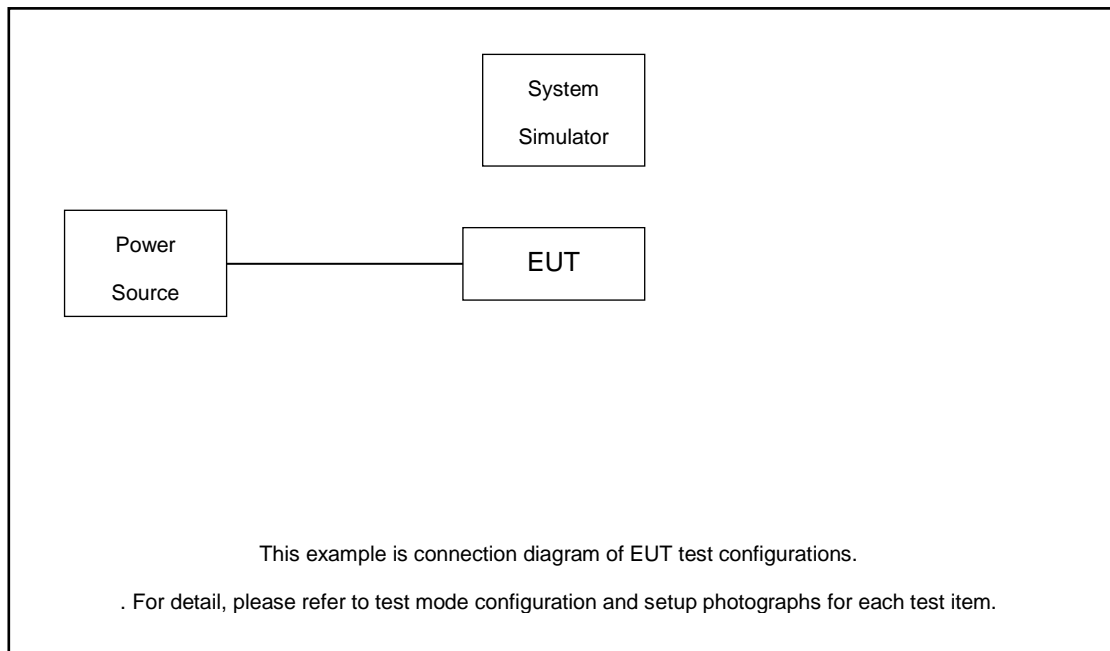 System
Simulator
Power
Source
EUT
This example is connection diagram of EUT test configurations.
. For detail, please refer to test mode configuration and setup photographs for each test item.